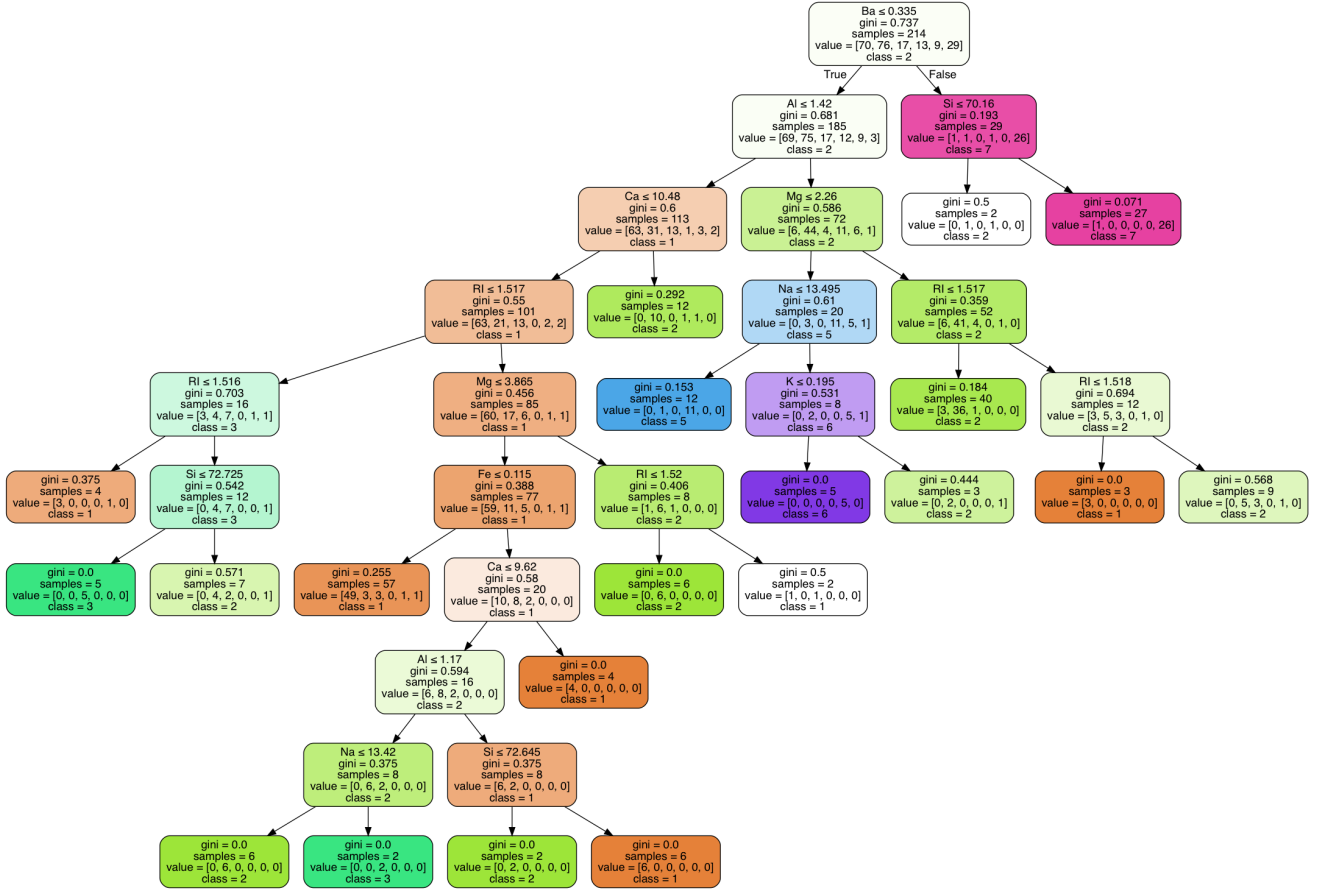 Ba ≤ 0.335
gini = 0.737
samples = 214
value = [70, 76, 17, 13, 9, 29]
class = 2
True
False
Al ≤ 1.42
gini = 0.681
samples = 185
value = [69, 75, 17, 12, 9, 3]
class = 2
Si ≤ 70.16
gini = 0.193
samples = 29
value = [1, 1, 0, 1, 0, 26]
class = 7
Ca ≤ 10.48
gini = 0.6
samples = 113
value = [63, 31, 13, 1, 3, 2]
class = 1
Mg ≤ 2.26
gini = 0.586
samples = 72
value = [6, 44, 4, 11, 6, 1]
class = 2
gini = 0.5
samples = 2
value = [0, 1, 0, 1, 0, 0]
class = 2
gini = 0.071
samples = 27
value = [1, 0, 0, 0, 0, 26]
class = 7
RI ≤ 1.517
gini = 0.55
samples = 101
value = [63, 21, 13, 0, 2, 2]
class = 1
gini = 0.292
samples = 12
value = [0, 10, 0, 1, 1, 0]
class = 2
Na ≤ 13.495
gini = 0.61
samples = 20
value = [0, 3, 0, 11, 5, 1]
class = 5
RI ≤ 1.517
gini = 0.359
samples = 52
value = [6, 41, 4, 0, 1, 0]
class = 2
RI ≤ 1.516
gini = 0.703
samples = 16
value = [3, 4, 7, 0, 1, 1]
class = 3
Mg ≤ 3.865
gini = 0.456
samples = 85
value = [60, 17, 6, 0, 1, 1]
class = 1
gini = 0.153
samples = 12
value = [0, 1, 0, 11, 0, 0]
class = 5
K ≤ 0.195
gini = 0.531
samples = 8
value = [0, 2, 0, 0, 5, 1]
class = 6
gini = 0.184
samples = 40
value = [3, 36, 1, 0, 0, 0]
class = 2
RI ≤ 1.518
gini = 0.694
samples = 12
value = [3, 5, 3, 0, 1, 0]
class = 2
gini = 0.375
samples = 4
value = [3, 0, 0, 0, 1, 0]
class = 1
Si ≤ 72.725
gini = 0.542
samples = 12
value = [0, 4, 7, 0, 0, 1]
class = 3
Fe ≤ 0.115
gini = 0.388
samples = 77
value = [59, 11, 5, 0, 1, 1]
class = 1
RI ≤ 1.52
gini = 0.406
samples = 8
value = [1, 6, 1, 0, 0, 0]
class = 2
gini = 0.0
samples = 5
value = [0, 0, 0, 0, 5, 0]
class = 6
gini = 0.444
samples = 3
value = [0, 2, 0, 0, 0, 1]
class = 2
gini = 0.0
samples = 3
value = [3, 0, 0, 0, 0, 0]
class = 1
gini = 0.568
samples = 9
value = [0, 5, 3, 0, 1, 0]
class = 2
gini = 0.0
samples = 5
value = [0, 0, 5, 0, 0, 0]
class = 3
gini = 0.571
samples = 7
value = [0, 4, 2, 0, 0, 1]
class = 2
gini = 0.255
samples = 57
value = [49, 3, 3, 0, 1, 1]
class = 1
Ca ≤ 9.62
gini = 0.58
samples = 20
value = [10, 8, 2, 0, 0, 0]
class = 1
gini = 0.0
samples = 6
value = [0, 6, 0, 0, 0, 0]
class = 2
gini = 0.5
samples = 2
value = [1, 0, 1, 0, 0, 0]
class = 1
Al ≤ 1.17
gini = 0.594
samples = 16
value = [6, 8, 2, 0, 0, 0]
class = 2
gini = 0.0
samples = 4
value = [4, 0, 0, 0, 0, 0]
class = 1
Na ≤ 13.42
gini = 0.375
samples = 8
value = [0, 6, 2, 0, 0, 0]
class = 2
Si ≤ 72.645
gini = 0.375
samples = 8
value = [6, 2, 0, 0, 0, 0]
class = 1
gini = 0.0
samples = 6
value = [0, 6, 0, 0, 0, 0]
class = 2
gini = 0.0
samples = 2
value = [0, 0, 2, 0, 0, 0]
class = 3
gini = 0.0
samples = 2
value = [0, 2, 0, 0, 0, 0]
class = 2
gini = 0.0
samples = 6
value = [6, 0, 0, 0, 0, 0]
class = 1